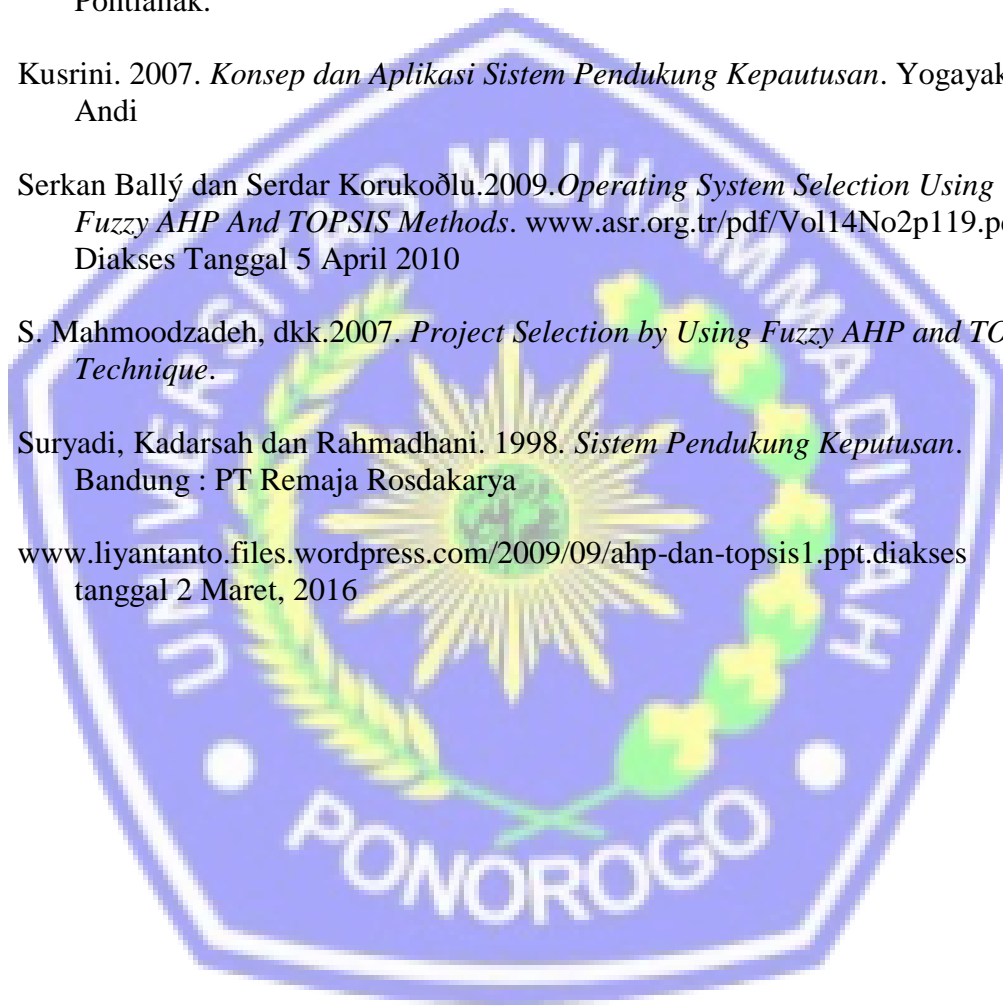 Pontianak.
Kusrini. 2007. Konsep dan Aplikasi Sistem Pendukung Kepautusan. Yogayak
Andi
Serkan Ballý dan Serdar Korukoðlu.2009.Operating System Selection Using
Fuzzy AHP And TOPSIS Methods. www.asr.org.tr/pdf/Vol14No2p119.p
Diakses Tanggal 5 April 2010
S. Mahmoodzadeh, dkk.2007. Project Selection by Using Fuzzy AHP and TO
Technique.
Suryadi, Kadarsah dan Rahmadhani. 1998. Sistem Pendukung Keputusan.
Bandung : PT Remaja Rosdakarya
www.liyantanto.files.wordpress.com/2009/09/ahp-dan-topsis1.ppt.diakses
tanggal 2 Maret, 2016
UNIVERSITAS MUHAMMADIYAH
PONOROGO